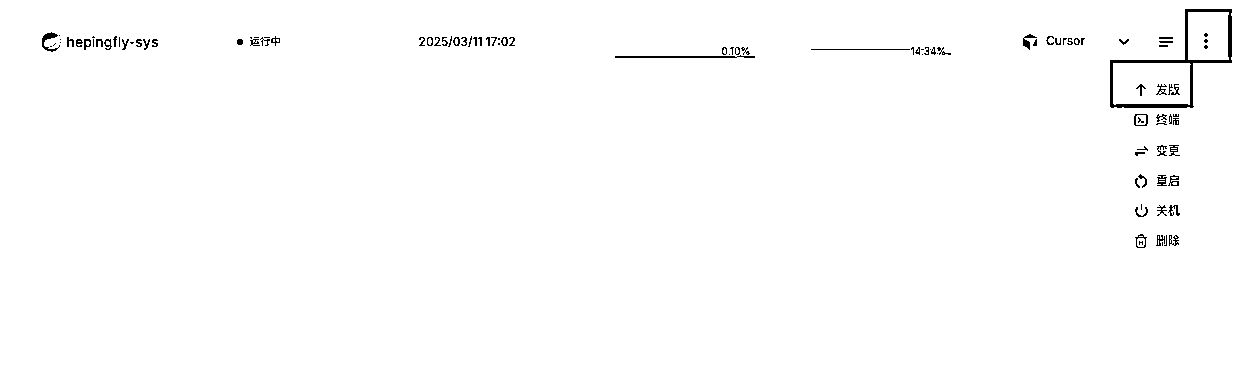 hepingfly-sys 运行中 2025/03/11 17:02 0.10% 14.34% Cursor
发版
终端
变更
重启
关机
删除